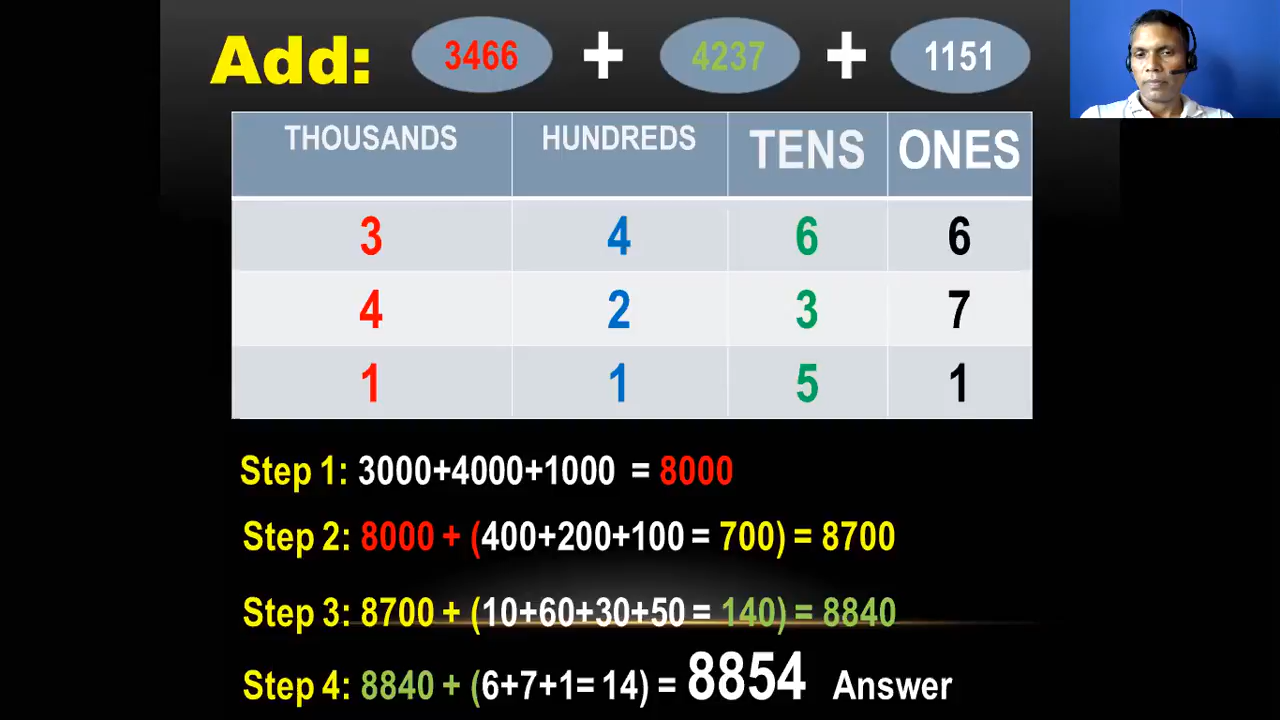 Add: 3466 + 4237 + 1151
THOUSANDS HUNDREDS TENS ONES
3 4 6 6
4 2 3 7
1 1 5 1
Step 1: 3000+4000+1000 = 8000
Step 2: 8000 + (400+200+100 = 700) = 8700
Step 3: 8700 + (10+60+30+50 = 140) = 8840
Step 4: 8840 + (6+7+1= 14) = 8854 Answer